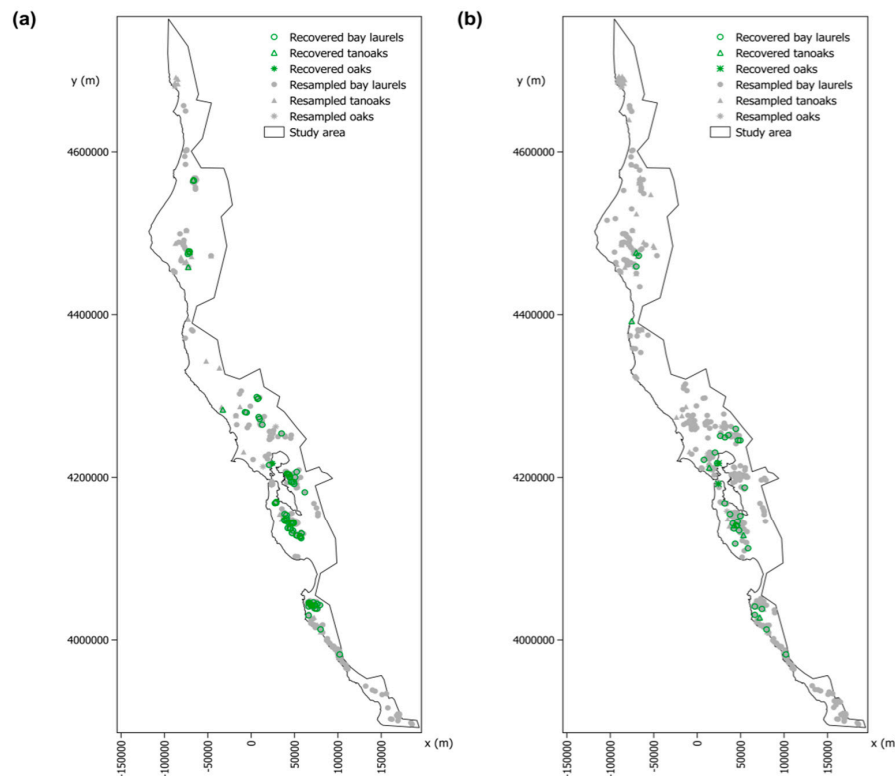 (a)
y (m)
Recovered bay laurels
Recovered tanoaks
Recovered oaks
Resampled bay laurels
Resampled tanoaks
Resampled oaks
Study area
4600000
4400000
4200000
4000000
x (m)
-150000
-100000
-50000
0
50000
100000
150000
(b)
y (m)
Recovered bay laurels
Recovered tanoaks
Recovered oaks
Resampled bay laurels
Resampled tanoaks
Resampled oaks
Study area
4600000
4400000
4200000
4000000
x (m)
-150000
-100000
-50000
0
50000
100000
150000